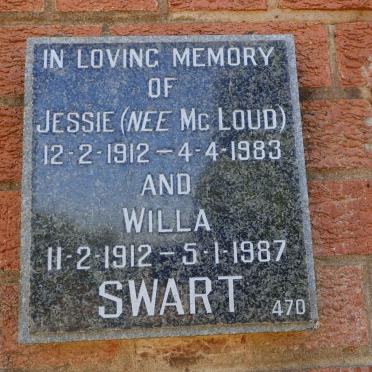 IN LOVING MEMORY
OF
JESSIE (NEE MC LOUD)
12-2-1912 - 4-4-1983
AND
WILLA
11-2-1912 - 5-1-1987
SWART 470